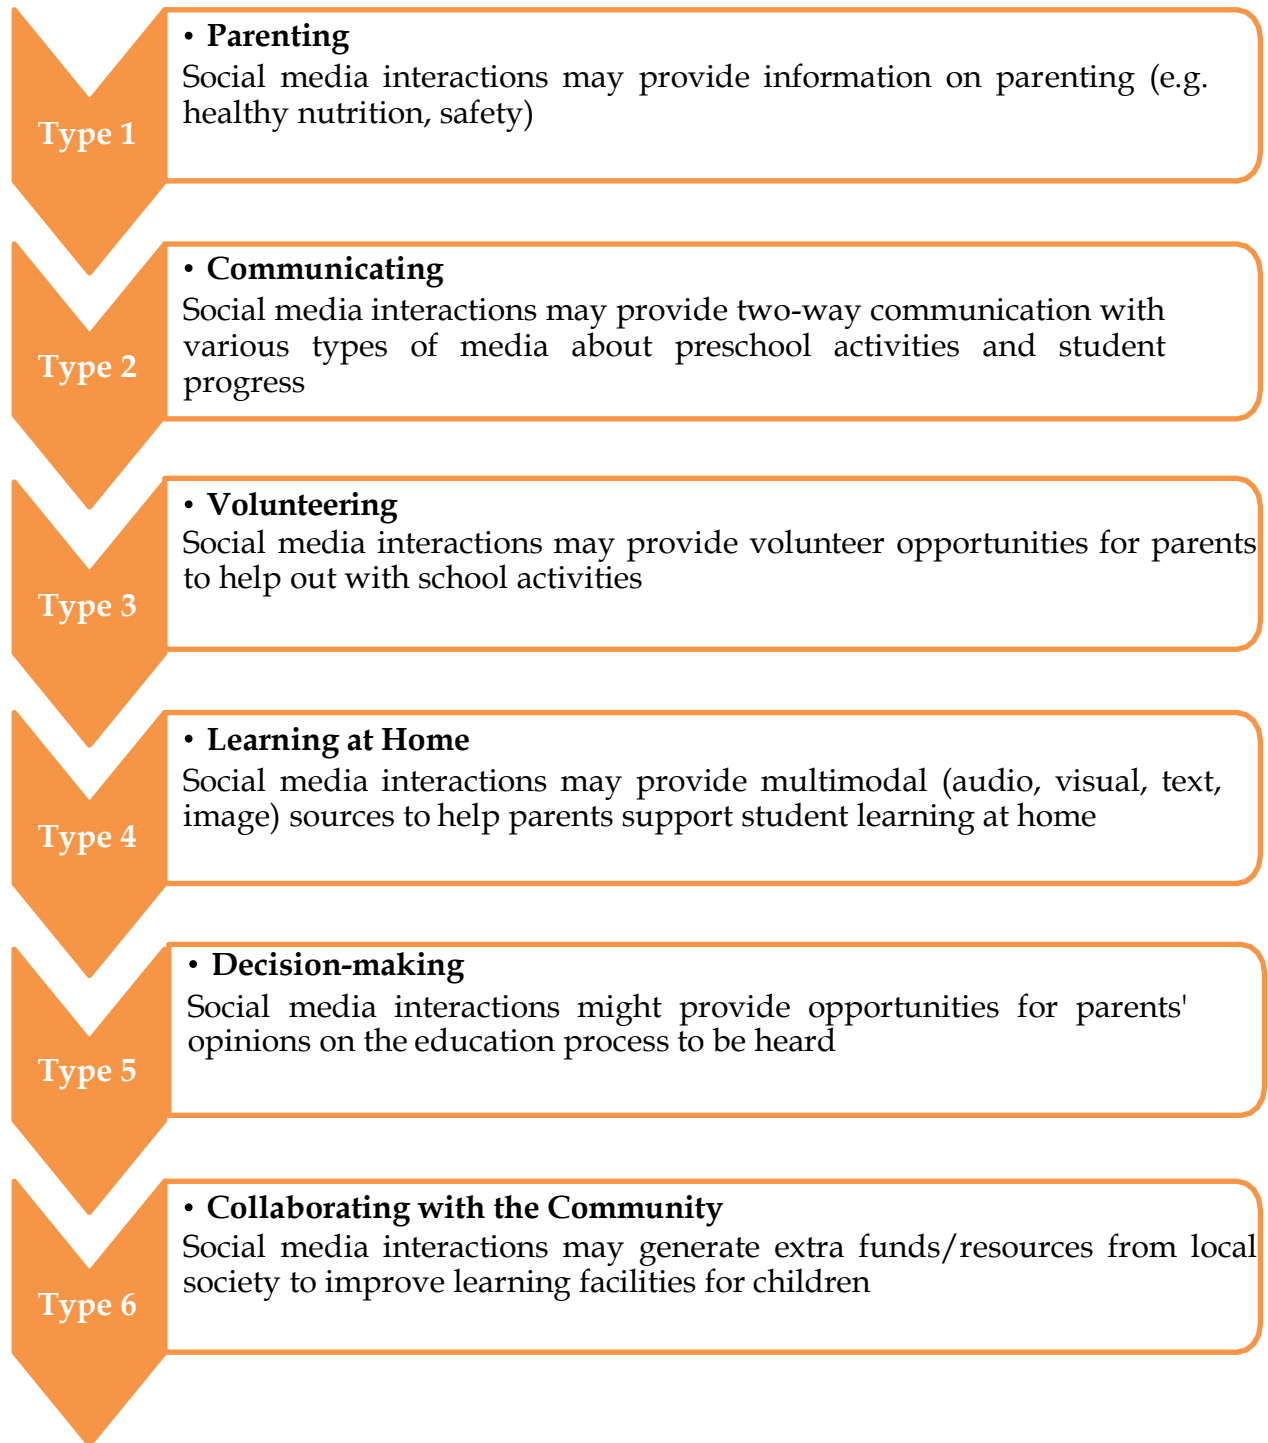 • Parenting
Social media interactions may provide information on parenting (e.g.
healthy nutrition, safety)
Type 1
• Communicating
Social media interactions may provide two-way communication with
various types of media about preschool activities and student
progress
Type 2
• Volunteering
Social media interactions may provide volunteer opportunities for parents
to help out with school activities
Type 3
• Learning at Home
Social media interactions may provide multimodal (audio, visual, text,
image) sources to help parents support student learning at home
Type 4
• Decision-making
Social media interactions might provide opportunities for parents'
opinions on the education process to be heard
Type 5
• Collaborating with the Community
Social media interactions may generate extra funds/resources from local
society to improve learning facilities for children
Type 6